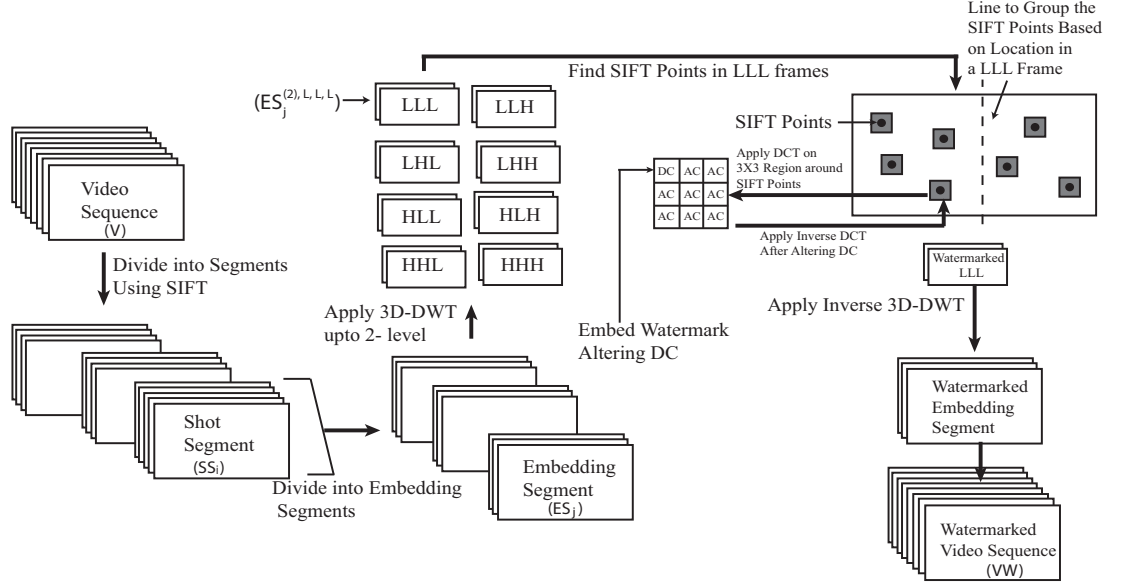 Video
Sequence
(V)
Divide into Segments
Using SIFT
Shot
Segment
(SSi)
Divide into Embedding
Segments
Embedding
Segment
(ESj)
Apply 3D-DWT
upto 2- level
(ESj(2), L, L, L)
LLL
LLH
LHL
LHH
HLL
HLH
HHL
HHH
Find SIFT Points in LLL frames
Line to Group the
SIFT Points Based
on Location in
a LLL Frame
SIFT Points
Apply DCT on
3X3 Region around
SIFT Points
DC AC AC
AC AC AC
AC AC AC
Apply Inverse DCT
After Altering DC
Embed Watermark
Altering DC
Watermarked
LLL
Apply Inverse 3D-DWT
Watermarked
Embedding
Segment
Watermarked
Video Sequence
(VW)